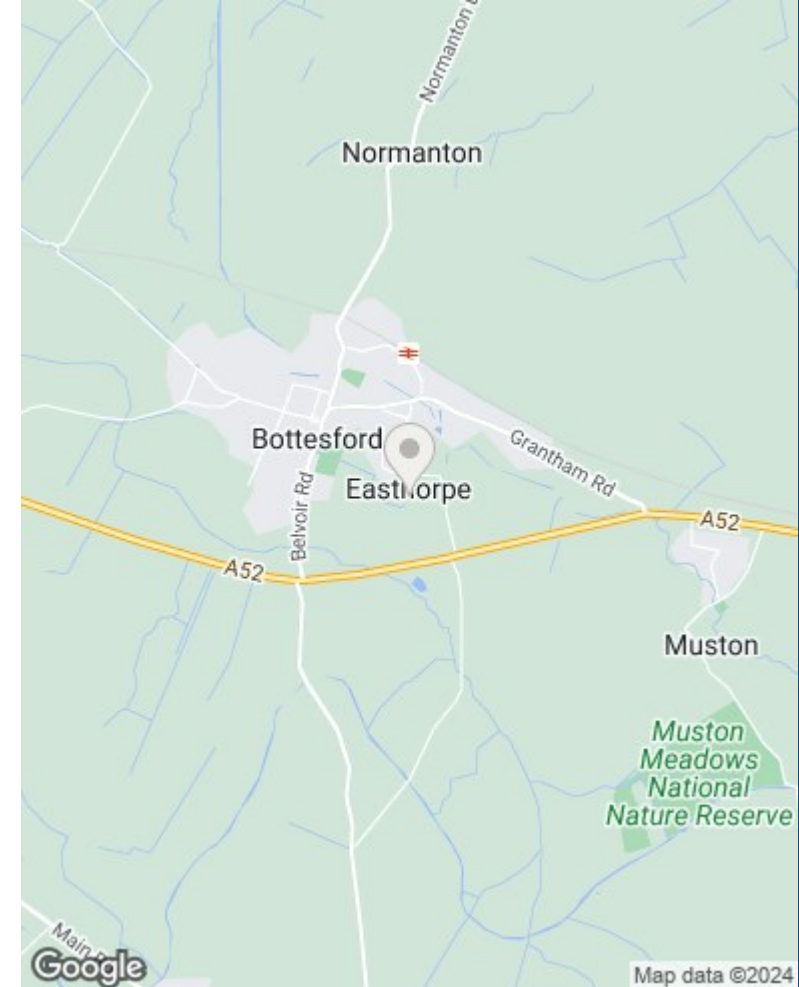 Normanton
Normanton
Bottesford
Easthorpe
Grantham Rd
Belvoir Rd
A52
A52
Muston
Muston
Meadows
National
Nature Reserve
Main
Google
Map data ©2024